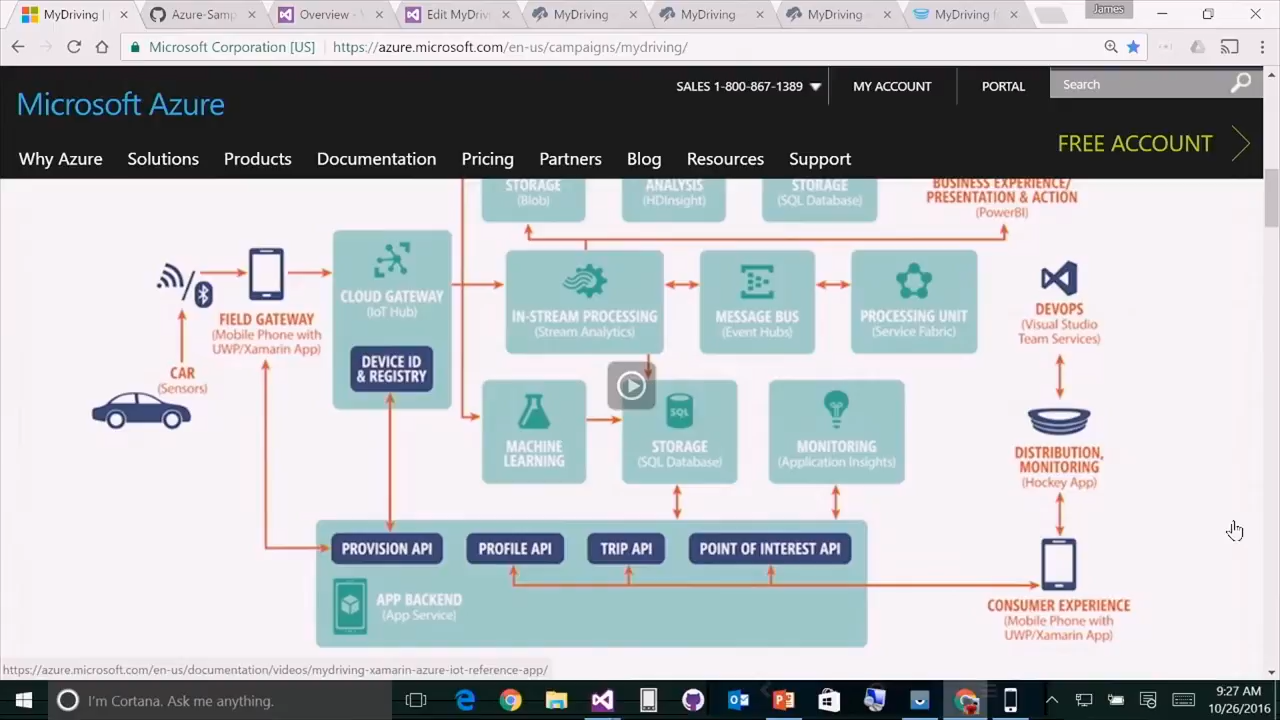 MyDriving |
Azure-Samp
Overview - V
Edit MyDriv
MyDriving
MyDriving
MyDriving
MyDriving
James
Microsoft Corporation [US]
https://azure.microsoft.com/en-us/campaigns/mydriving/
SALES 1-800-867-1389
MY ACCOUNT
PORTAL
Search
Microsoft Azure
FREE ACCOUNT
Why Azure
Solutions
Products
Documentation
Pricing
Partners
Blog
Resources
Support
STORAGE
(Blob)
ANALYSIS
(HDInsight)
STORAGE
(SQL Database)
BUSINESS EXPERIENCE/
PRESENTATION & ACTION
(PowerBI)
CAR
(Sensors)
FIELD GATEWAY
(Mobile Phone with
UWP/Xamarin App)
CLOUD GATEWAY
(IoT Hub)
DEVICE ID
& REGISTRY
IN-STREAM PROCESSING
(Stream Analytics)
MESSAGE BUS
(Event Hubs)
PROCESSING UNIT
(Service Fabric)
DEVOPS
(Visual Studio
Team Services)
MACHINE
LEARNING
SQL
STORAGE
(SQL Database)
MONITORING
(Application Insights)
DISTRIBUTION,
MONITORING
(Hockey App)
PROVISION API
PROFILE API
TRIP API
POINT OF INTEREST API
APP BACKEND
(App Service)
CONSUMER EXPERIENCE
(Mobile Phone with
UWP/Xamarin App)
https://azure.microsoft.com/en-us/documentation/videos/mydriving-xamarin-azure-iot-reference-app/
I'm Cortana. Ask me anything.
9:27 AM
10/26/2016